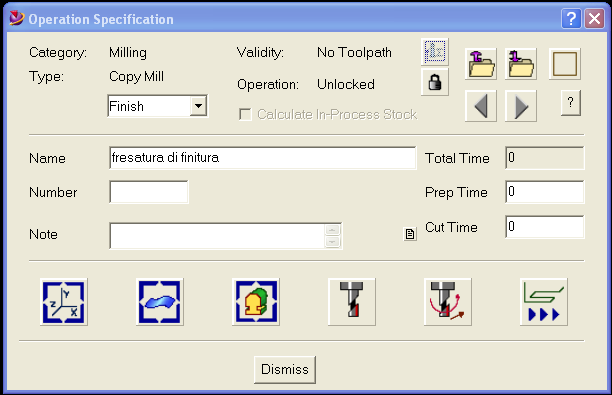 Operation Specification
Category: Milling Validity: No Toolpath
Type: Copy Mill
Operation: Unlocked
Finish
Calculate In-Process Stock
?
Name fresatura di finitura Total Time 0
Number Prep Time 0
Note Cut Time 0
Y
Z X
Dismiss